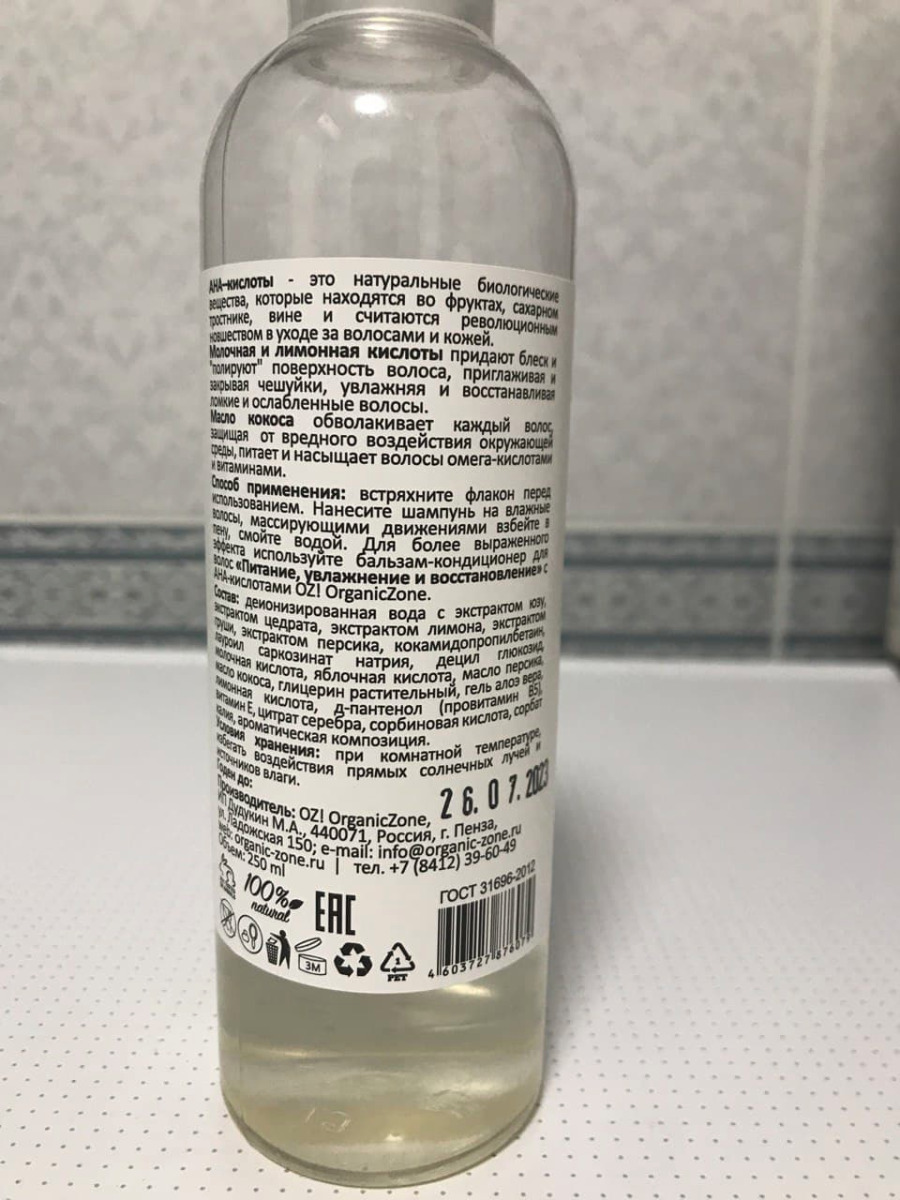 АНА–кислоты - это натуральные биологические
вещества, которые находятся во фруктах, сахарном
тростнике, вине и считаются революционным
новшеством в уходе за волосами и кожей.
Молочная и лимонная кислоты придают блеск и
"полируют" поверхность волоса, приглаживая и
закрывая чешуйки, увлажняя и восстанавливая
ломкие и ослабленные волосы.
Масло кокоса обволакивает каждый волос,
защищая от вредного воздействия окружающей
среды, питает и насыщает волосы омега-кислотами
и витаминами.
Способ применения: встряхните флакон перед
использованием. Нанесите шампунь на влажные
волосы, массирующими движениями взбейте в
пену, смойте водой. Для более выраженного
эффекта используйте бальзам-кондиционер для
волос «Питание, увлажнение и восстановление» с
АНА-кислотами OZ! OrganicZone.
Состав: деионизированная вода с экстрактом юзу,
экстрактом цедрата, экстрактом лимона, экстрактом
груши, экстрактом персика, кокамидопропилбетаин,
лауроил саркозинат натрия, децил глюкозид,
молочная кислота, яблочная кислота, масло персика,
масло кокоса, глицерин растительный, гель алоэ вера,
лимонная кислота, д-пантенол (провитамин В5),
витамин Е, цитрат серебра, сорбиновая кислота, сорбат
калия, ароматическая композиция.
Условия хранения: при комнатной температуре,
избегать воздействия прямых солнечных лучей и
источников влаги.
Годен до: 26.07.2023
Производитель: OZ! OrganicZone,
ИП Дудукин М.А., 440071, Россия, г. Пенза,
ул. Ладожская 150; e-mail: info@organic-zone.ru
web: organic-zone.ru | тел. +7 (8412) 39-60-49
Объем: 250 ml
100% natural
EAC
ГОСТ 31696-2012
3M
1
PET